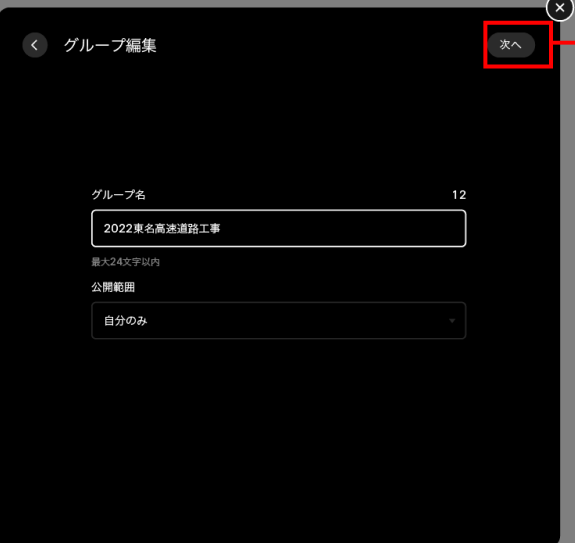 グループ編集
次へ
グループ名
12
2022東名高速道路工事
最大24文字以内
公開範囲
自分のみ